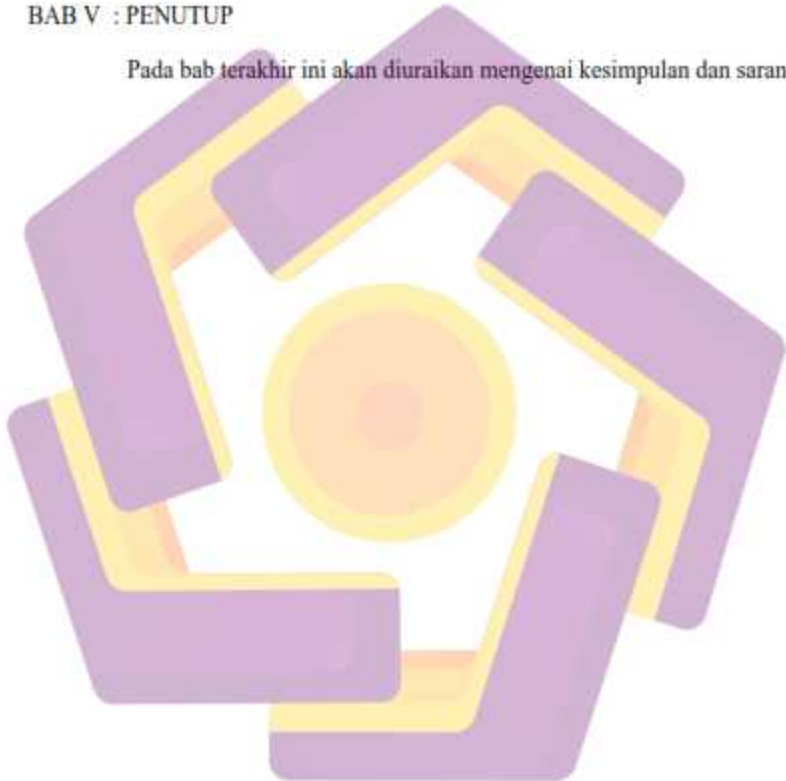 BAB V : PENUTUP
Pada bab terakhir ini akan diuraikan mengenai kesimpulan dan saran